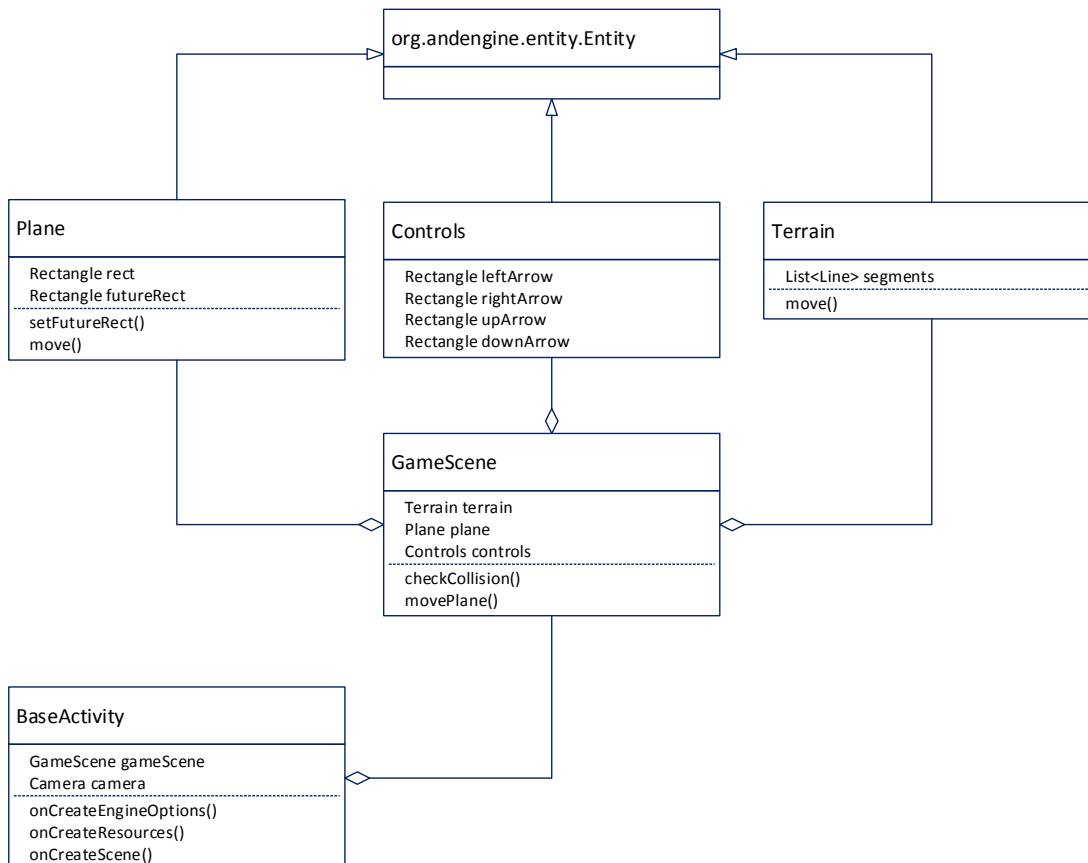 org.andengine.entity.Entity
Plane
Rectangle rect
Rectangle futureRect
setFutureRect()
move()
Controls
Rectangle leftArrow
Rectangle rightArrow
Rectangle upArrow
Rectangle downArrow
Terrain
List<Line> segments
move()
GameScene
Terrain terrain
Plane plane
Controls controls
checkCollision()
movePlane()
BaseActivity
GameScene gameScene
Camera camera
onCreateEngineOptions()
onCreateResources()
onCreateScene()